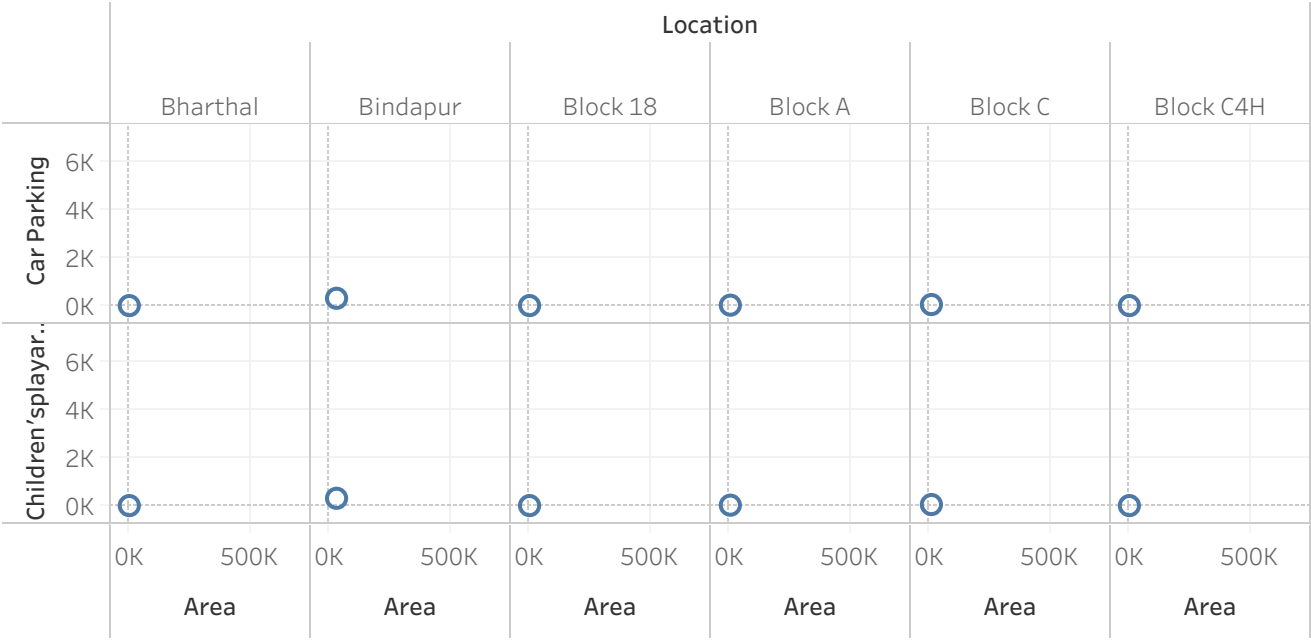 Location
Bharthal Bindapur Block 18 Block A Block C Block C4H
Car Parking
6K
4K
2K
0K
Children'splayar..
6K
4K
2K
0K
0K 500K 0K 500K 0K 500K 0K 500K 0K 500K 0K 500K
Area Area Area Area Area Area